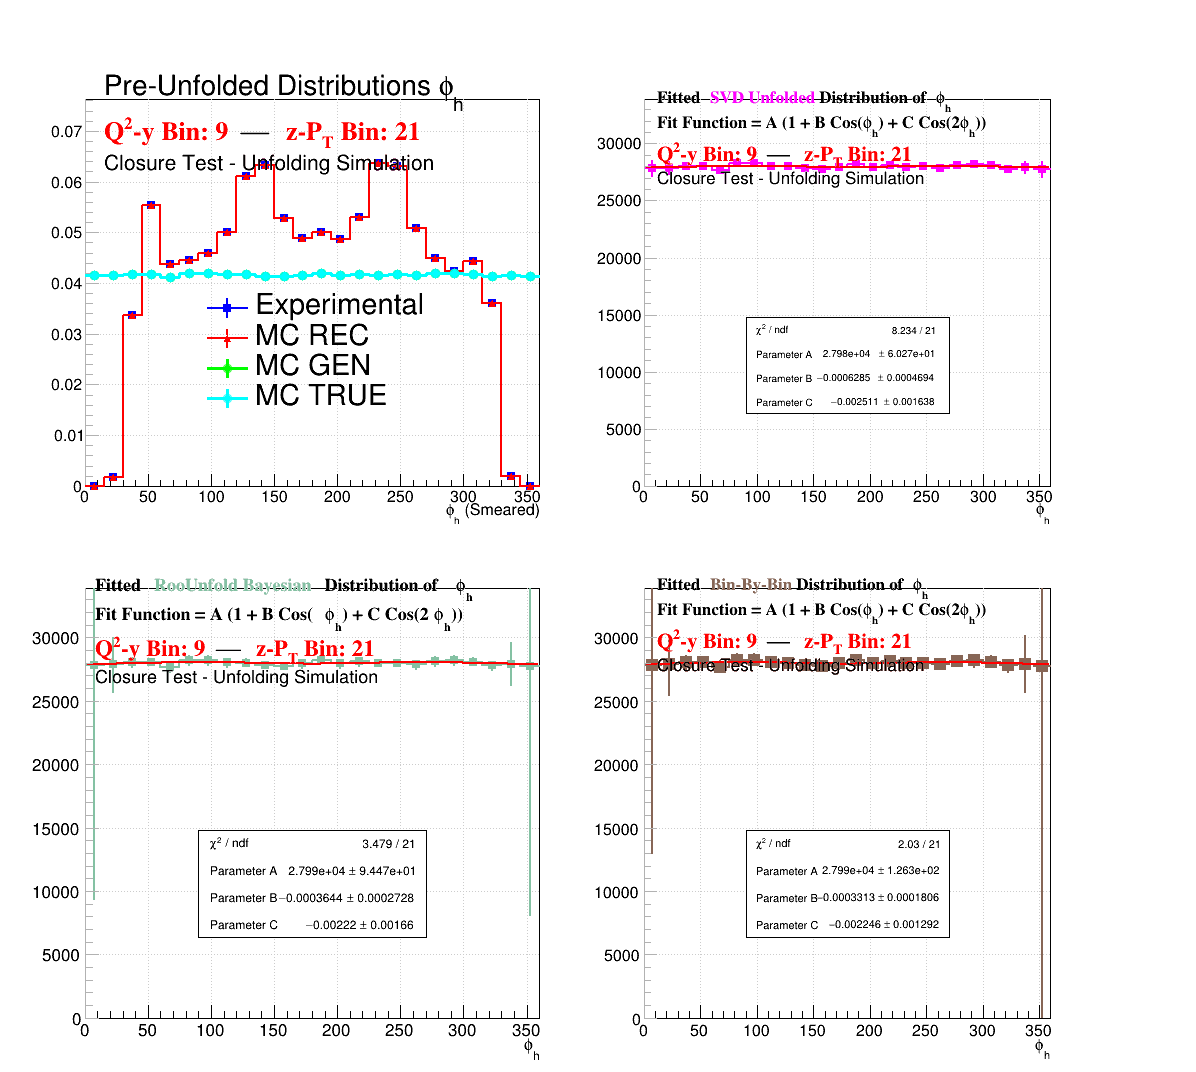 Pre-Unfolded Distributions ϕh
Q²-y Bin: 9 — z-PT Bin: 21
Closure Test - Unfolding Simulation
0.07
0.06
0.05
0.04
0.03
0.02
0.01
0
Experimental
MC REC
MC GEN
MC TRUE
0 50 100 150 200 250 300 350
ϕh (Smeared)
Fitted SVD Unfolded Distribution of ϕh
Fit Function = A (1 + B Cos(ϕh) + C Cos(2ϕh))
Q²-y Bin: 9 — z-PT Bin: 21
Closure Test - Unfolding Simulation
30000
25000
20000
15000
10000
5000
0
χ² / ndf 8.234 / 21
Parameter A 2.798e+04 ± 6.027e+01
Parameter B −0.0006285 ± 0.0004694
Parameter C −0.002511 ± 0.001638
0 50 100 150 200 250 300 350
ϕh
Fitted RooUnfold Bayesian Distribution of ϕh
Fit Function = A (1 + B Cos( ϕh) + C Cos(2 ϕh))
Q²-y Bin: 9 — z-PT Bin: 21
Closure Test - Unfolding Simulation
30000
25000
20000
15000
10000
5000
0
χ² / ndf 3.479 / 21
Parameter A 2.799e+04 ± 9.447e+01
Parameter B −0.0003644 ± 0.0002728
Parameter C −0.00222 ± 0.00166
0 50 100 150 200 250 300 350
ϕh
Fitted Bin-By-Bin Distribution of ϕh
Fit Function = A (1 + B Cos(ϕh) + C Cos(2ϕh))
Q²-y Bin: 9 — z-PT Bin: 21
Closure Test - Unfolding Simulation
30000
25000
20000
15000
10000
5000
0
χ² / ndf 2.03 / 21
Parameter A 2.799e+04 ± 1.263e+02
Parameter B −0.0003313 ± 0.0001806
Parameter C −0.002246 ± 0.001292
0 50 100 150 200 250 300 350
ϕh